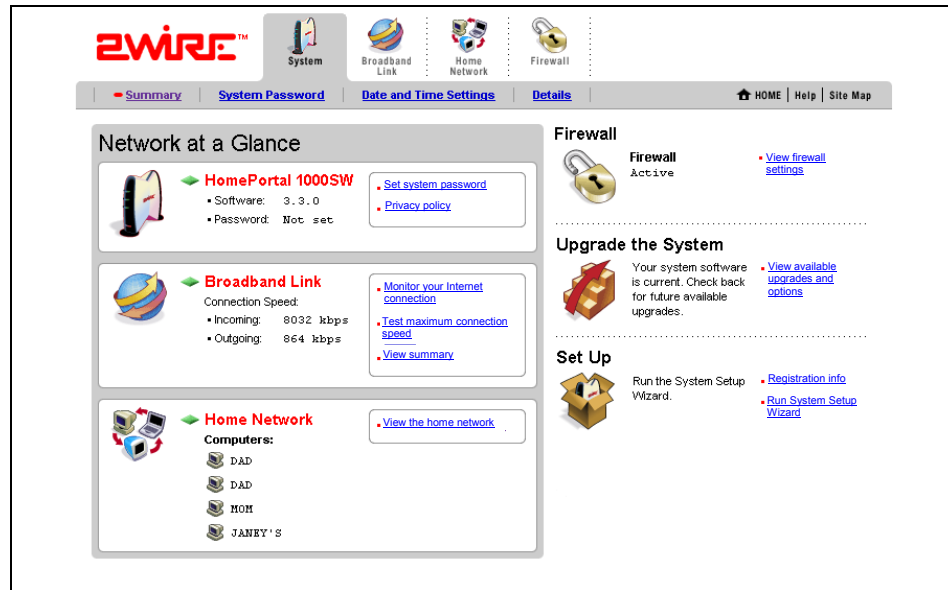 2WIRE™
System
Broadband Link
Home Network
Firewall
Summary
System Password
Date and Time Settings
Details
HOME | Help | Site Map
Network at a Glance
HomePortal 1000SW
Software: 3.3.0
Password: Not set
Set system password
Privacy policy
Broadband Link
Connection Speed:
Incoming: 8032 kbps
Outgoing: 864 kbps
Monitor your Internet
connection
Test maximum connection
speed
View summary
Home Network
Computers:
DAD
DAD
MOM
JANEY'S
View the home network
Firewall
Firewall
Active
View firewall
settings
Upgrade the System
Your system software
is current. Check back
for future available
upgrades.
View available
upgrades and
options
Set Up
Run the System Setup
Wizard.
Registration info
Run System Setup
Wizard